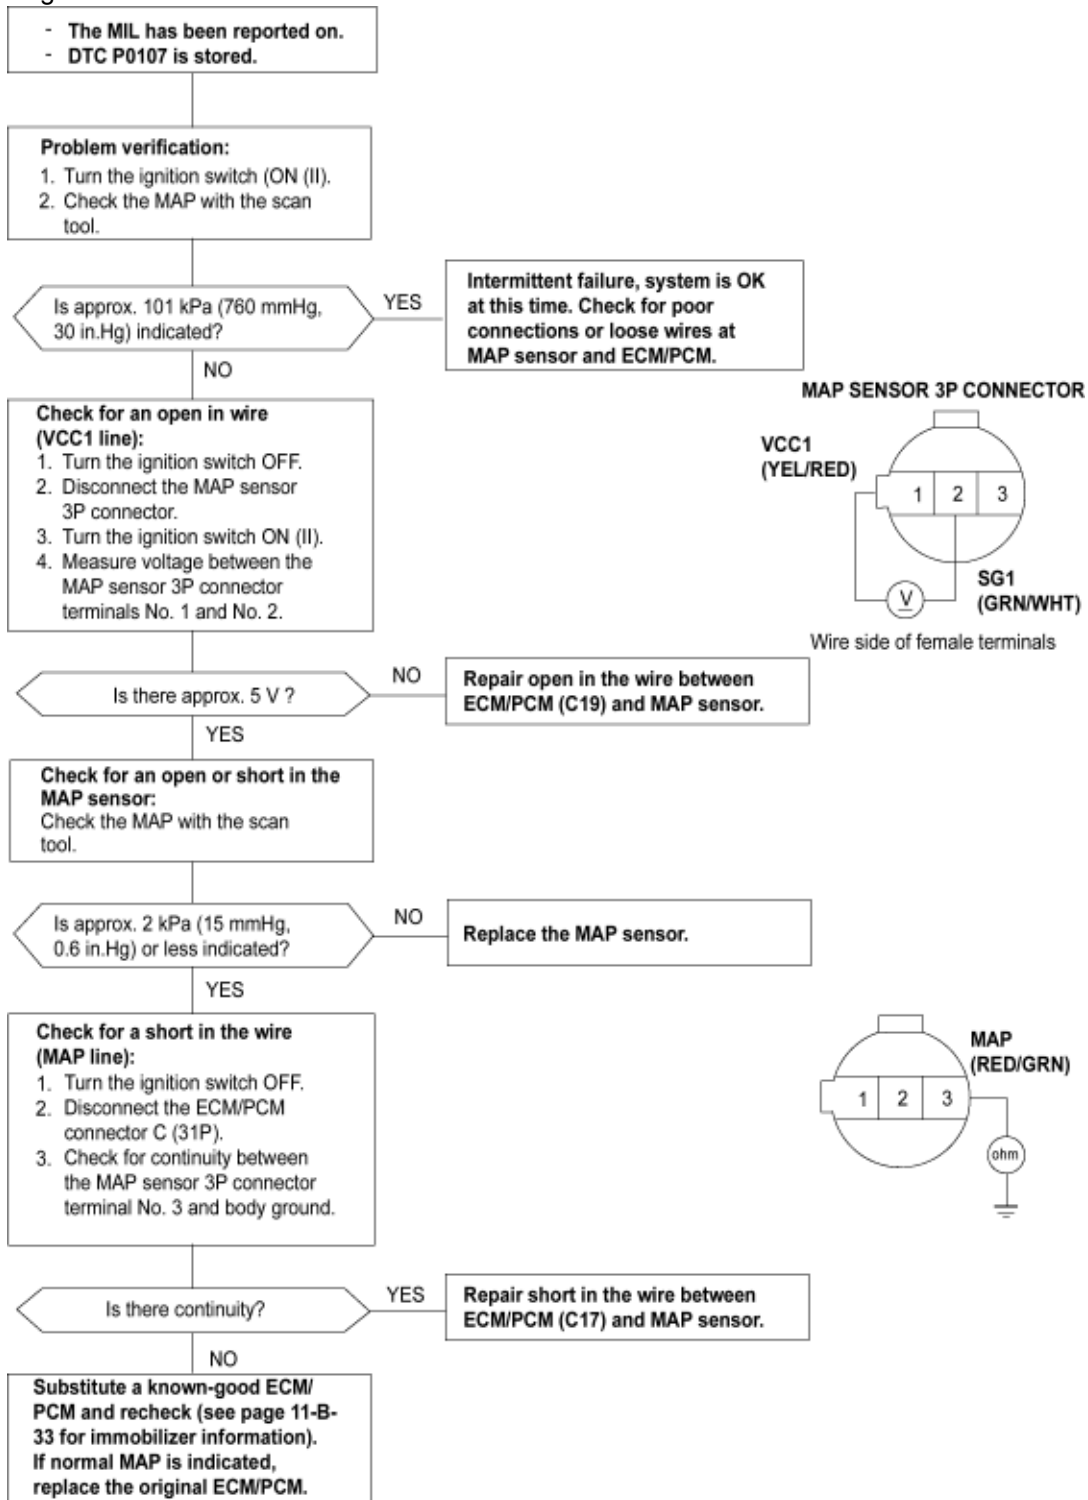 - The MIL has been reported on.
- DTC P0107 is stored.
Problem verification:
1. Turn the ignition switch (ON (II).
2. Check the MAP with the scan
tool.
Is approx. 101 kPa (760 mmHg,
30 in.Hg) indicated?
YES
Intermittent failure, system is OK
at this time. Check for poor
connections or loose wires at
MAP sensor and ECM/PCM.
NO
Check for an open in wire
(VCC1 line):
1. Turn the ignition switch OFF.
2. Disconnect the MAP sensor
3P connector.
3. Turn the ignition switch ON (II).
4. Measure voltage between the
MAP sensor 3P connector
terminals No. 1 and No. 2.
MAP SENSOR 3P CONNECTOR
VCC1
(YEL/RED)
1 2 3
V
SG1
(GRN/WHT)
Wire side of female terminals
Is there approx. 5 V ?
NO
Repair open in the wire between
ECM/PCM (C19) and MAP sensor.
YES
Check for an open or short in the
MAP sensor:
Check the MAP with the scan
tool.
Is approx. 2 kPa (15 mmHg,
0.6 in.Hg) or less indicated?
NO
Replace the MAP sensor.
YES
Check for a short in the wire
(MAP line):
1. Turn the ignition switch OFF.
2. Disconnect the ECM/PCM
connector C (31P).
3. Check for continuity between
the MAP sensor 3P connector
terminal No. 3 and body ground.
MAP
(RED/GRN)
1 2 3
ohm
Is there continuity?
YES
Repair short in the wire between
ECM/PCM (C17) and MAP sensor.
NO
Substitute a known-good ECM/
PCM and recheck (see page 11-B-
33 for immobilizer information).
If normal MAP is indicated,
replace the original ECM/PCM.